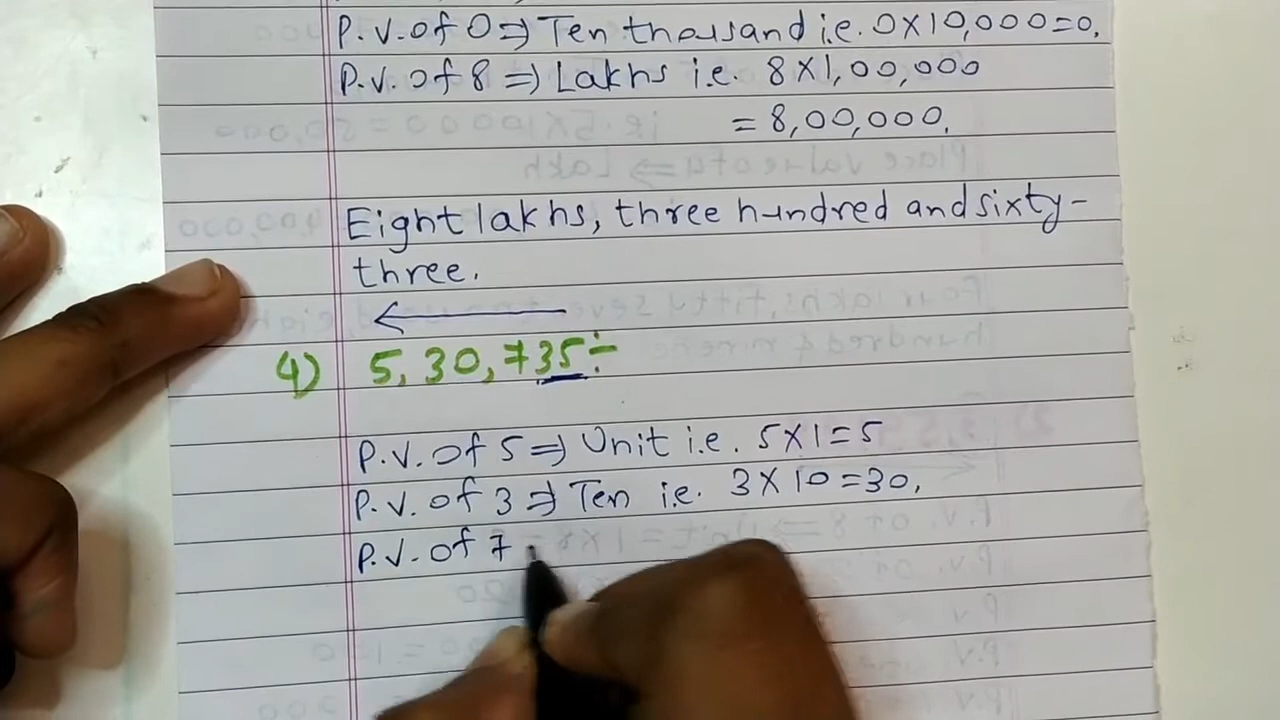 P.V. of 0 ⇒ Ten thousand i.e. 0×10,000=0.
P.V. of 8 ⇒ Lakhs i.e. 8×1,00,000
= 8,00,000.
Eight lakhs, three hundred and sixty-
three.
←
4) 5,30,735÷
P.V. of 5 ⇒ Unit i.e. 5×1=5
P.V. of 3 ⇒ Ten i.e. 3×10=30,
P.V. of 7